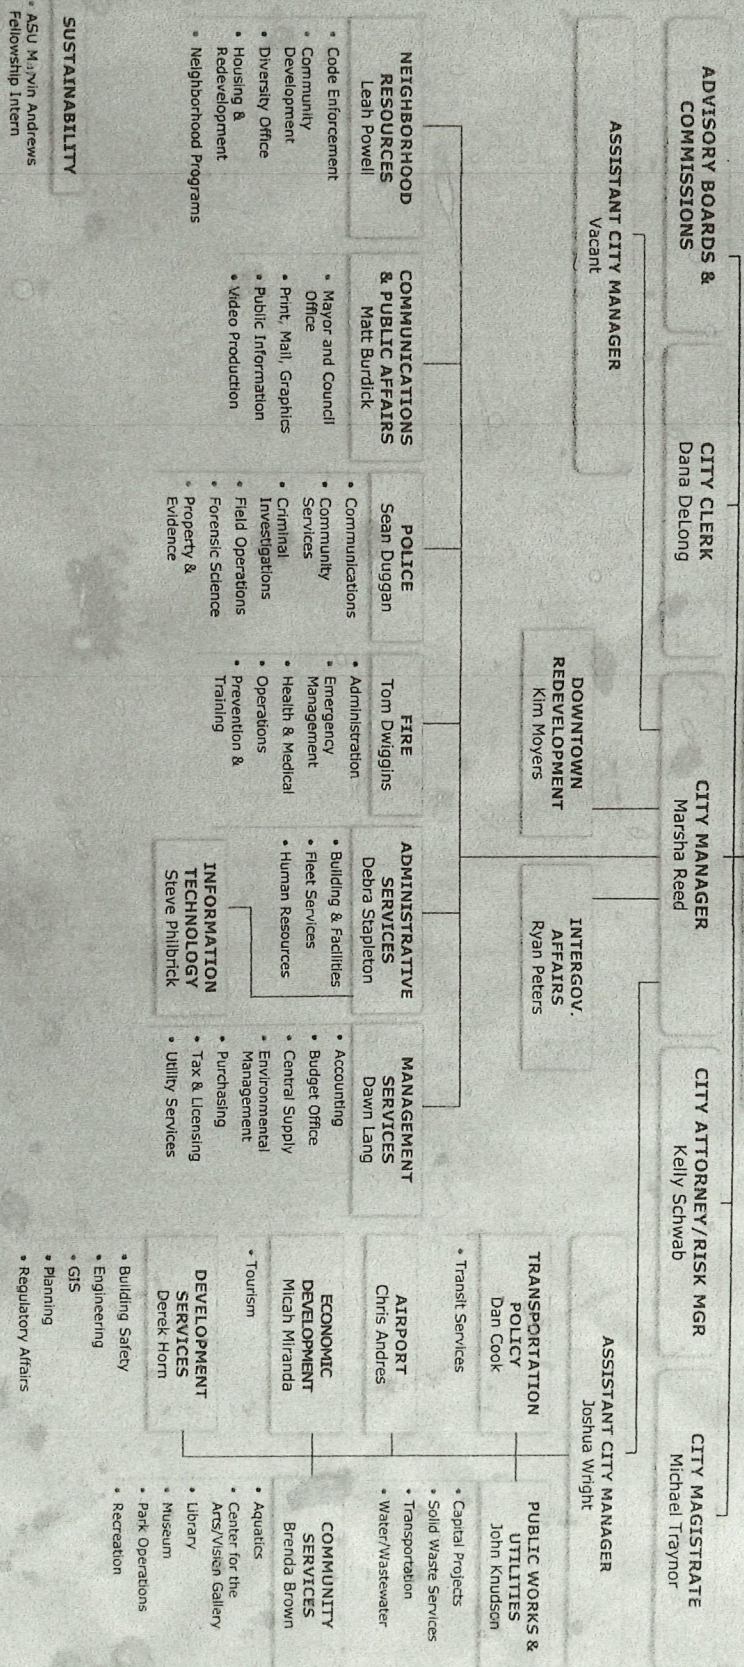 ADVISORY BOARDS &
COMMISSIONS
CITY CLERK
Dana DeLong
CITY MANAGER
Marsha Reed
CITY ATTORNEY/RISK MGR
Kelly Schwab
CITY MAGISTRATE
Michael Traynor
ASSISTANT CITY MANAGER
Vacant
DOWNTOWN
REDEVELOPMENT
Kim Moyers
INTERGOV.
AFFAIRS
Ryan Peters
ASSISTANT CITY MANAGER
Joshua Wright
NEIGHBORHOOD
RESOURCES
Leah Powell
• Code Enforcement
• Community
Development
• Diversity Office
• Housing &
Redevelopment
• Neighborhood Programs
COMMUNICATIONS
& PUBLIC AFFAIRS
Matt Burdick
• Mayor and Council
Office
• Print, Mail, Graphics
• Public Information
• Video Production
POLICE
Sean Duggan
• Communications
• Community
Services
• Criminal
Investigations
• Field Operations
• Forensic Science
• Property &
Evidence
FIRE
Tom Dwiggins
• Administration
• Emergency
Management
• Health & Medical
• Operations
• Prevention &
Training
ADMINISTRATIVE
SERVICES
Debra Stapleton
• Building & Facilities
• Fleet Services
• Human Resources
INFORMATION
TECHNOLOGY
Steve Philbrick
MANAGEMENT
SERVICES
Dawn Lang
• Accounting
• Budget Office
• Central Supply
• Environmental
Management
• Purchasing
• Tax & Licensing
• Utility Services
TRANSPORTATION
POLICY
Dan Cook
• Transit Services
AIRPORT
Chris Andres
ECONOMIC
DEVELOPMENT
Micah Miranda
• Tourism
DEVELOPMENT
SERVICES
Derek Horn
• Building Safety
• Engineering
• GIS
• Planning
• Regulatory Affairs
PUBLIC WORKS &
UTILITIES
John Knudson
• Capital Projects
• Solid Waste Services
• Transportation
• Water/Wastewater
COMMUNITY
SERVICES
Brenda Brown
• Aquatics
• Center for the
Arts/Vision Gallery
• Library
• Museum
• Park Operations
• Recreation
SUSTAINABILITY
• ASU Marvin Andrews
Fellowship Intern